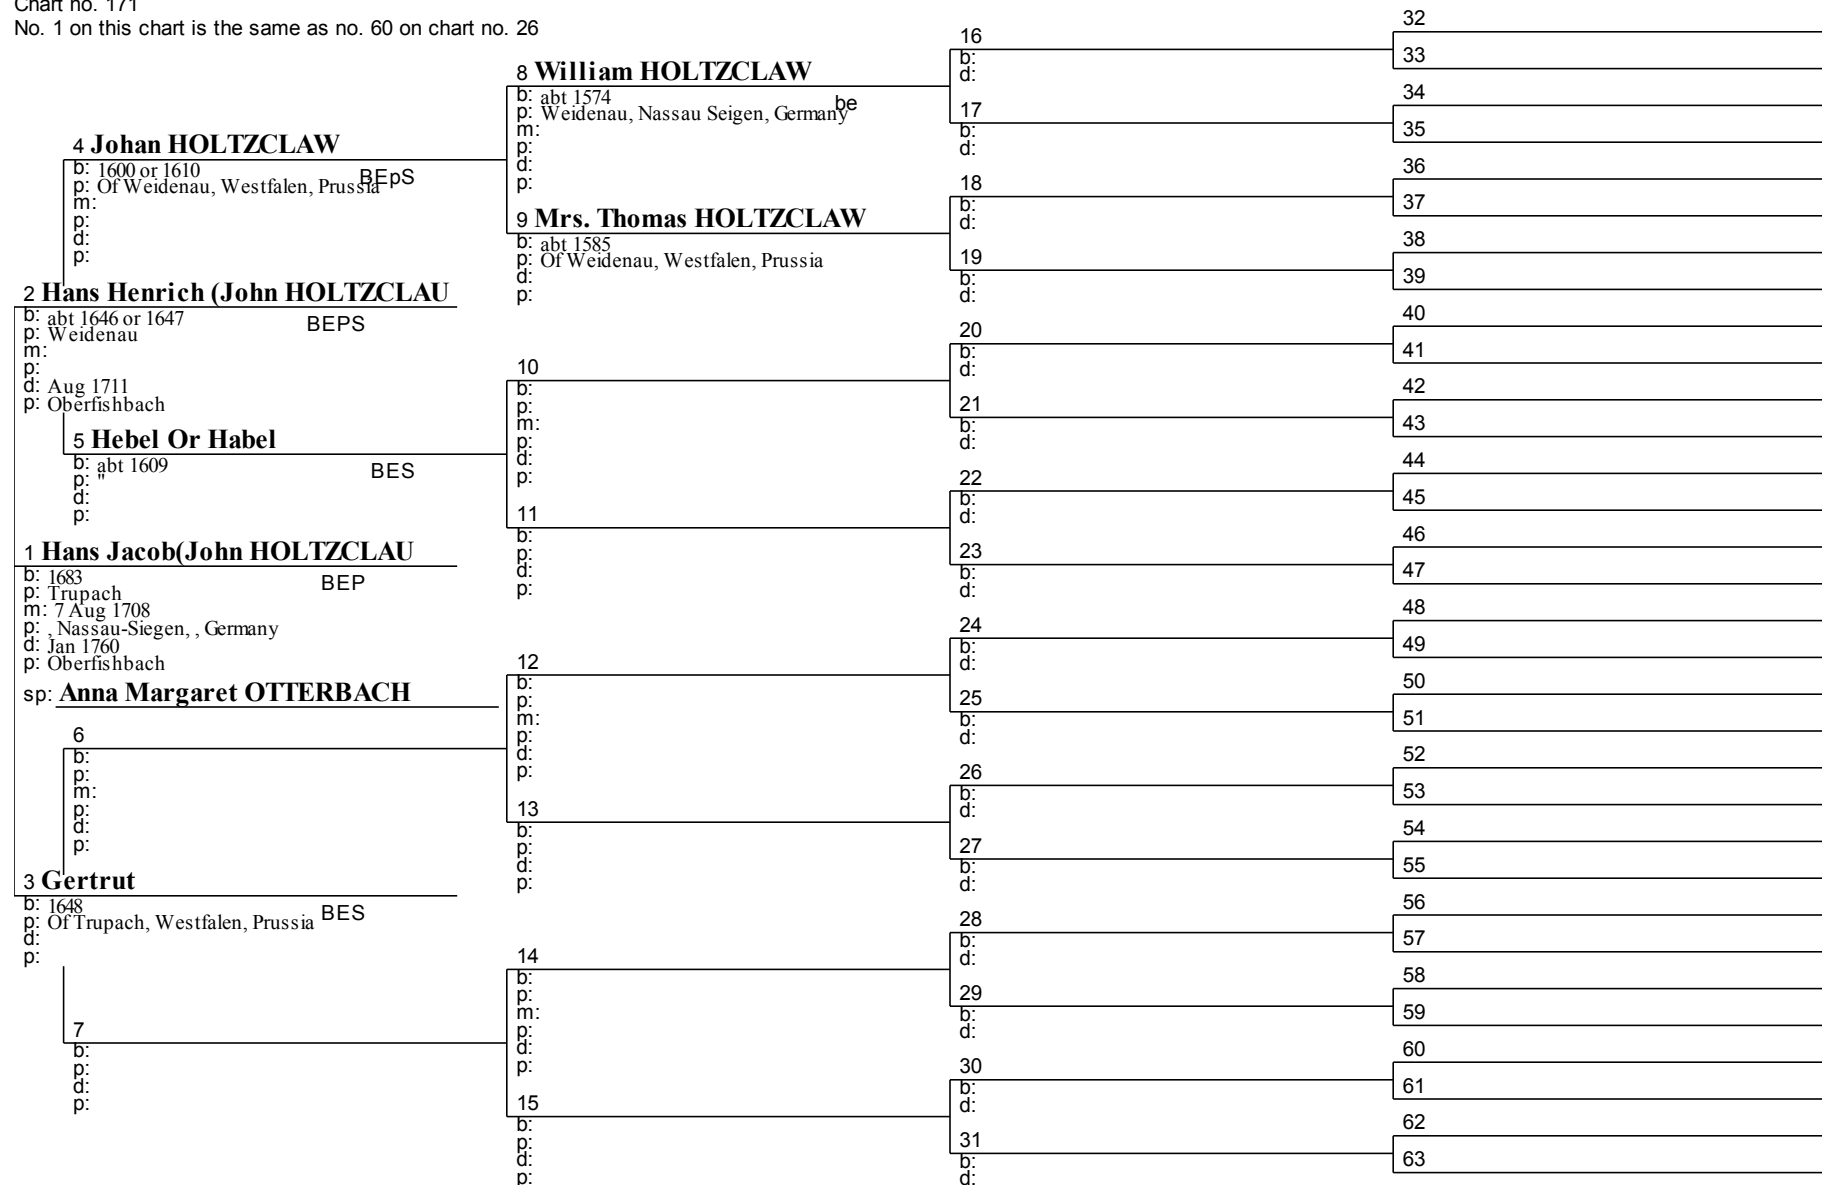 Chart no. 171
No. 1 on this chart is the same as no. 60 on chart no. 26
4 Johan HOLTZCLAW
b: 1600 or 1610
p: Of Weidenau, Westfalen, Prussia BEpS
m:
p:
d:
p:
2 Hans Henrich (John HOLTZCLAU
b: abt 1646 or 1647 BEPS
p: Weidenau
m:
p:
d: Aug 1711
p: Oberfishbach
5 Hebel Or Habel
b: abt 1609 BES
p: "
d:
p:
1 Hans Jacob(John HOLTZCLAU
b: 1683 BEP
p: Trupach
m: 7 Aug 1708
p: , Nassau-Siegen, , Germany
d: Jan 1760
p: Oberfishbach
sp: Anna Margaret OTTERBACH
6
b:
p:
m:
p:
d:
p:
3 Gertrut
b: 1648 BES
p: Of Trupach, Westfalen, Prussia
d:
p:
7
b:
p:
d:
p:
8 William HOLTZCLAW
b: abt 1574 be
p: Weidenau, Nassau Seigen, Germany
m:
p:
d:
p:
9 Mrs. Thomas HOLTZCLAW
b: abt 1585
p: Of Weidenau, Westfalen, Prussia
d:
p:
10
b:
p:
m:
p:
d:
p:
11
b:
p:
d:
p:
12
b:
p:
m:
p:
d:
p:
13
b:
p:
d:
p:
14
b:
p:
m:
p:
d:
p:
15
b:
p:
d:
p:
16
b:
d:
17
b:
d:
18
b:
d:
19
b:
d:
20
b:
d:
21
b:
d:
22
b:
d:
23
b:
d:
24
b:
d:
25
b:
d:
26
b:
d:
27
b:
d:
28
b:
d:
29
b:
d:
30
b:
d:
31
b:
d:
32
33
34
35
36
37
38
39
40
41
42
43
44
45
46
47
48
49
50
51
52
53
54
55
56
57
58
59
60
61
62
63